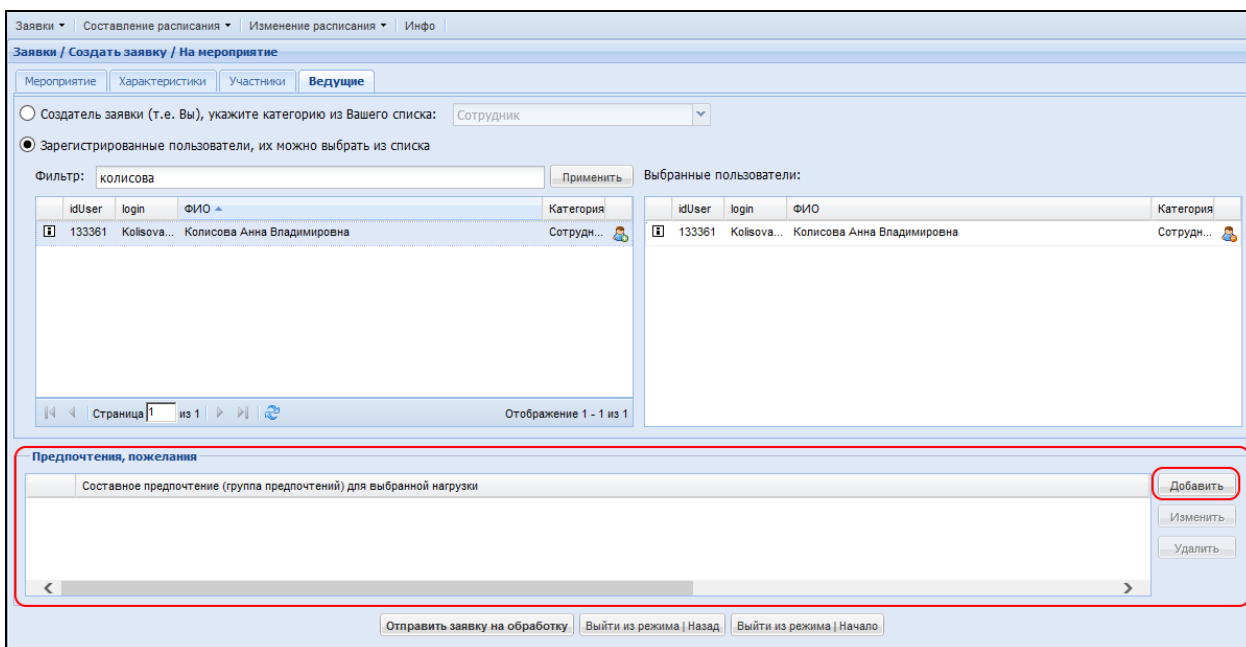 Заявки Составление расписания Изменение расписания Инфо
Заявки / Создать заявку / На мероприятие
Мероприятие Характеристики Участники Ведущие
Создатель заявки (т.е. Вы), укажите категорию из Вашего списка: Сотрудник
Зарегистрированные пользователи, их можно выбрать из списка
Фильтр: колисова Применить Выбранные пользователи:
idUser login ФИО Категория idUser login ФИО Категория
133361 Kolisova... Колисова Анна Владимировна Сотрудн... 133361 Kolisova... Колисова Анна Владимировна Сотрудн...
Страница 1 из 1 Отображение 1 - 1 из 1
Предпочтения, пожелания
Составное предпочтение (группа предпочтений) для выбранной нагрузки Добавить
Изменить
Удалить
Отправить заявку на обработку Выйти из режима | Назад Выйти из режима | Начало